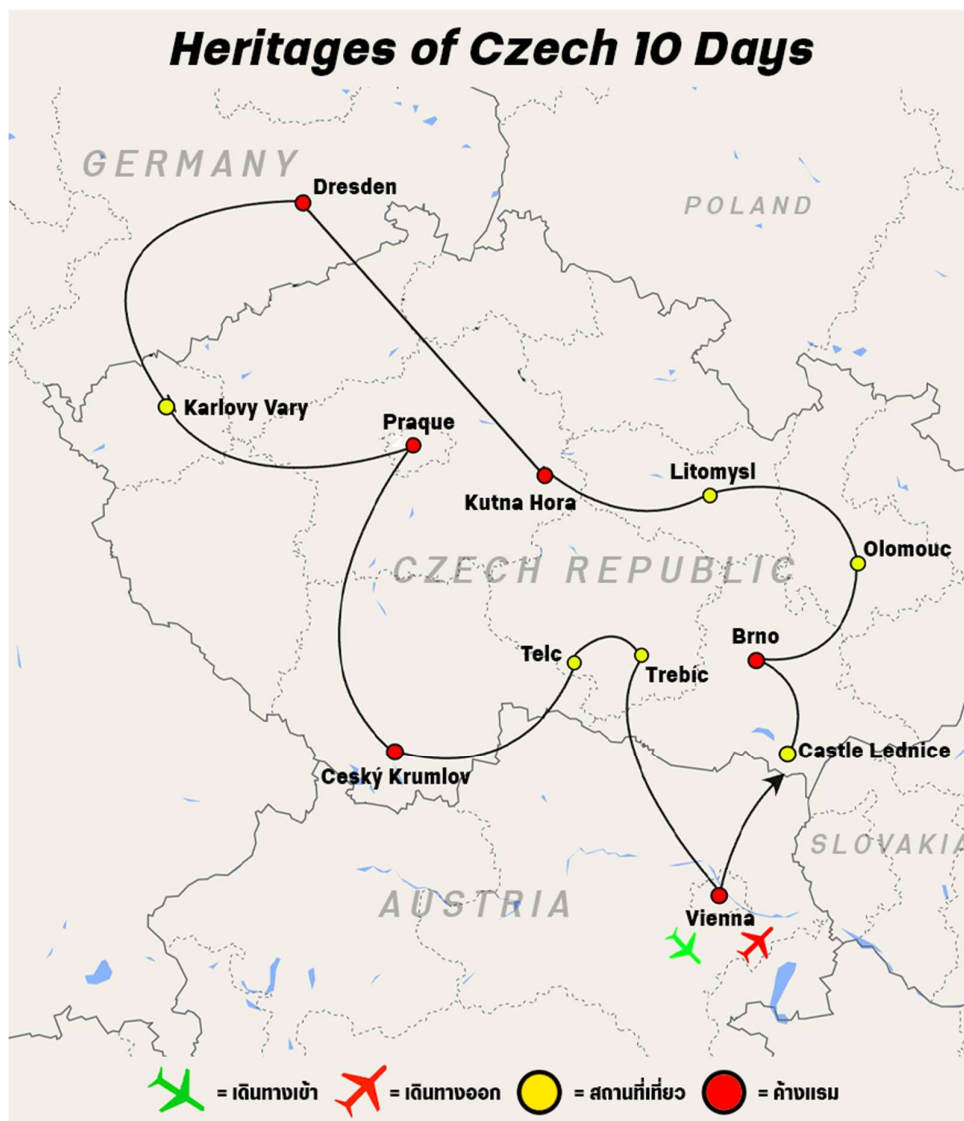 Heritages of Czech 10 Days
GERMANY
Dresden
POLAND
Karlovy Vary
Praque
Litomysl
Kutna Hora
Olomouc
CZECH REPUBLIC
Brno
Telc
Trebic
Castle Lednice
Ceský Krumlov
SLOVAKIA
AUSTRIA
Vienna
= เดินทางเข้า = เดินทางออก = สถานที่เที่ยว = ค้างแรม